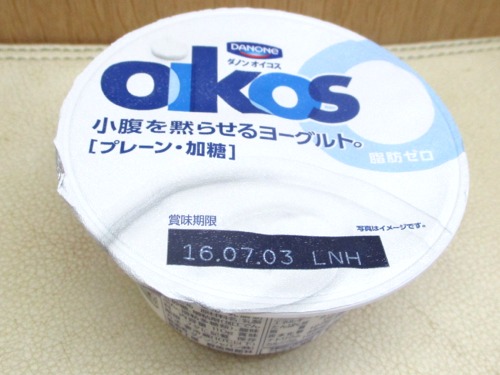 DANONE
ダノン オイコス
oikos
小腹を黙らせるヨーグルト。
[プレーン・加糖]
脂肪ゼロ
賞味期限
写真はイメージです。
16.07.03 LNH